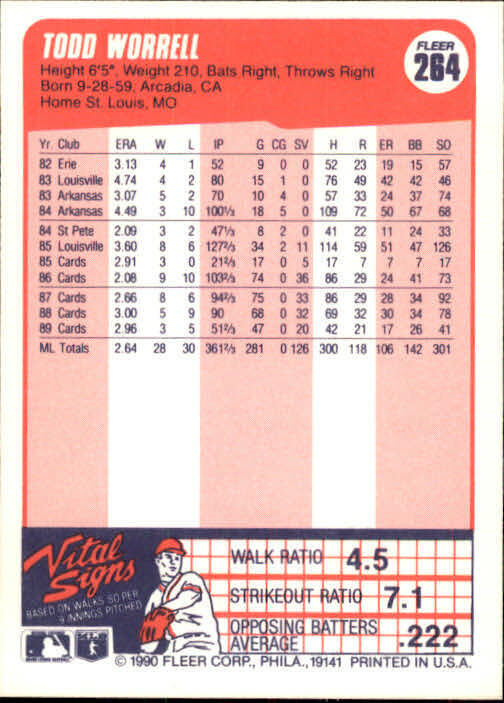 TODD WORRELL
FLEER
264
Height 6'5", Weight 210, Bats Right, Throws Right
Born 9-28-59, Arcadia, CA
Home St. Louis, MO
Yr. Club ERA W L IP G CG SV H R ER BB SO
82 Erie 3.13 4 1 52 9 0 0 52 23 19 15 57
83 Louisville 4.74 4 2 80 15 1 0 76 49 42 42 46
83 Arkansas 3.07 5 2 70 10 4 0 57 33 24 37 74
84 Arkansas 4.49 3 10 100⅓ 18 5 0 109 72 50 67 68
84 St Pete 2.09 3 2 47⅓ 8 2 0 41 22 11 24 33
85 Louisville 3.60 8 6 127⅔ 34 2 11 114 59 51 47 126
85 Cards 2.91 3 0 21⅔ 17 0 5 17 7 7 7 17
86 Cards 2.08 9 10 103⅔ 74 0 36 86 29 24 41 73
87 Cards 2.66 8 6 94⅔ 75 0 33 86 29 28 34 92
88 Cards 3.00 5 9 90 68 0 32 69 32 30 34 78
89 Cards 2.96 3 5 51⅔ 47 0 20 42 21 17 26 41
ML Totals 2.64 28 30 361⅔ 281 0 126 300 118 106 142 301
Vital Signs
BASED ON WALKS/SO PER
9 INNINGS PITCHED
WALK RATIO 4.5
STRIKEOUT RATIO 7.1
OPPOSING BATTERS
AVERAGE .222
© 1990 FLEER CORP., PHILA., 19141 PRINTED IN U.S.A.